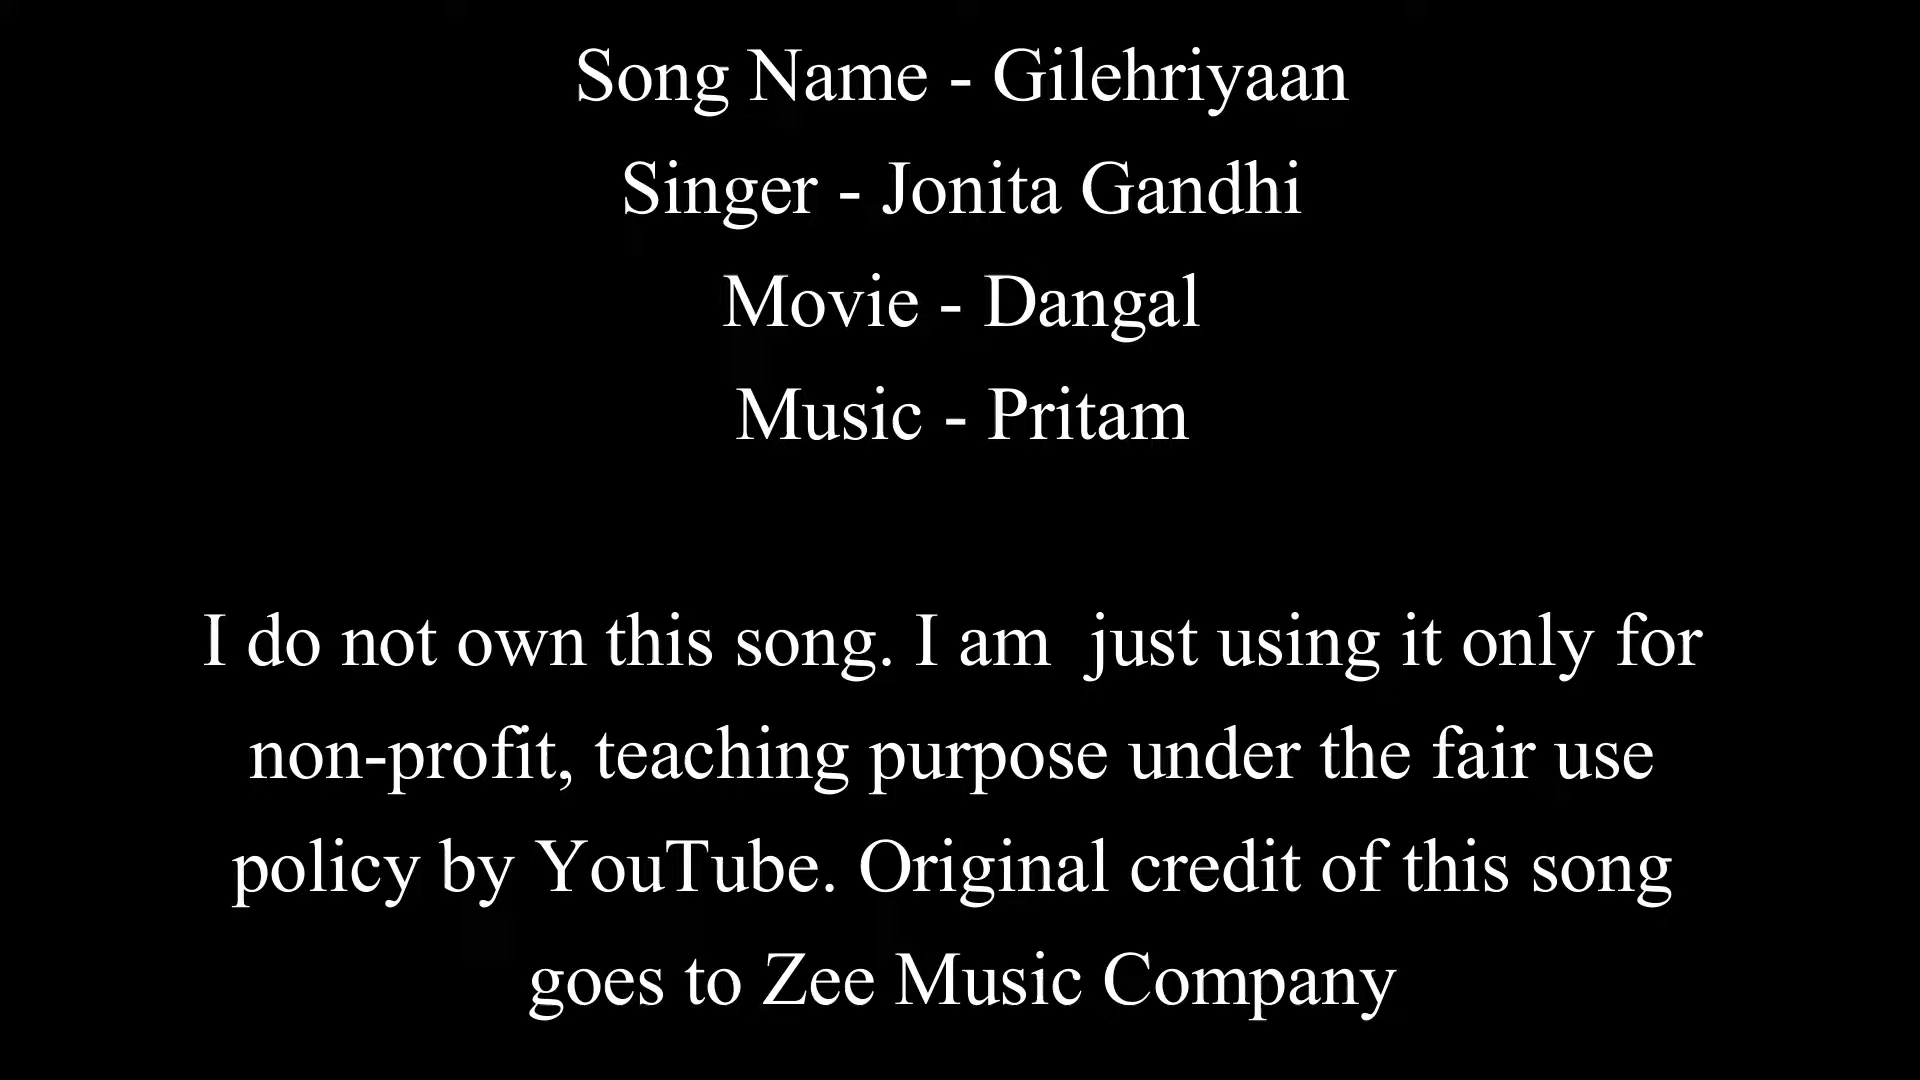 Song Name - Gilehriyaan
Singer - Jonita Gandhi
Movie - Dangal
Music - Pritam
I do not own this song. I am  just using it only for
non-profit, teaching purpose under the fair use
policy by YouTube. Original credit of this song
goes to Zee Music Company